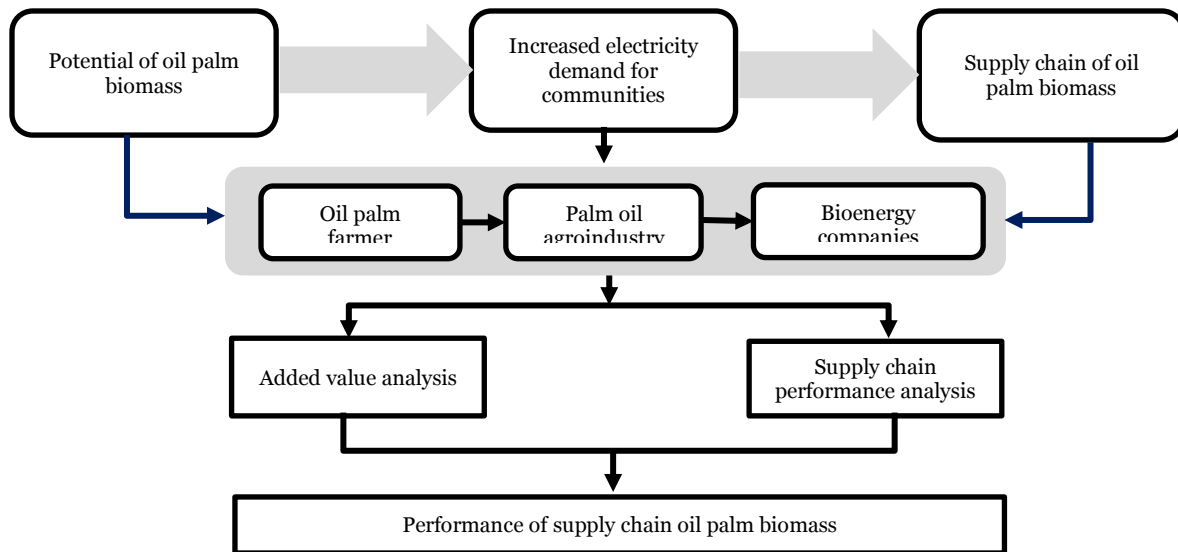 Potential of oil palm
biomass
Increased electricity
demand for
communities
Supply chain of oil
palm biomass
Oil palm
farmer
Palm oil
agroindustry
Bioenergy
companies
Added value analysis
Supply chain
performance analysis
Performance of supply chain oil palm biomass